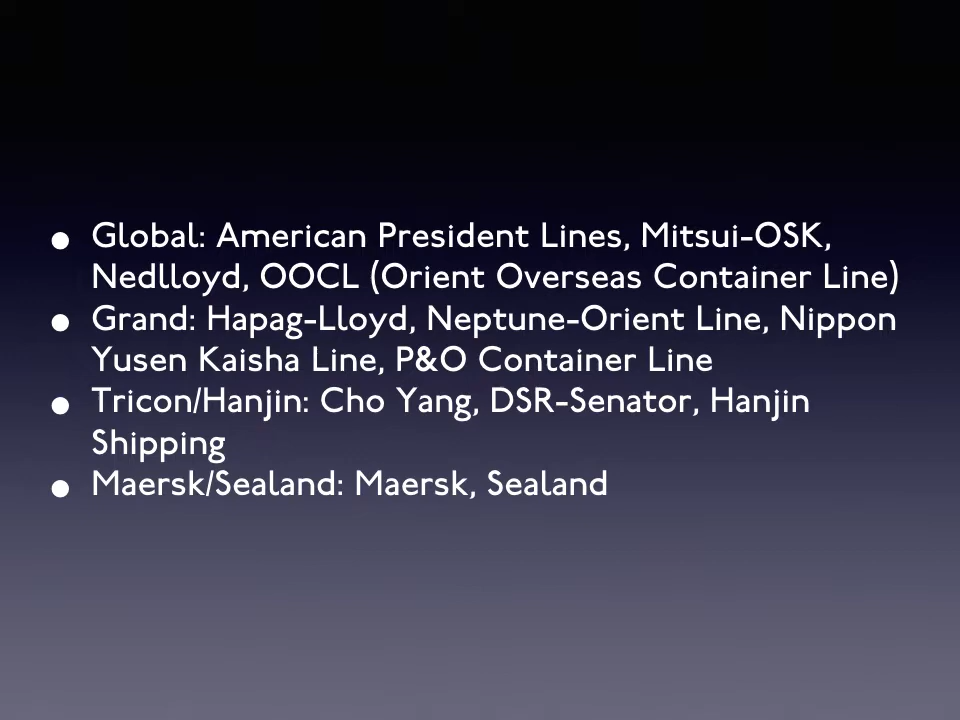 • Global: American President Lines, Mitsui-OSK,
Nedlloyd, OOCL (Orient Overseas Container Line)
• Grand: Hapag-Lloyd, Neptune-Orient Line, Nippon
Yusen Kaisha Line, P&O Container Line
• Tricon/Hanjin: Cho Yang, DSR-Senator, Hanjin
Shipping
• Maersk/Sealand: Maersk, Sealand